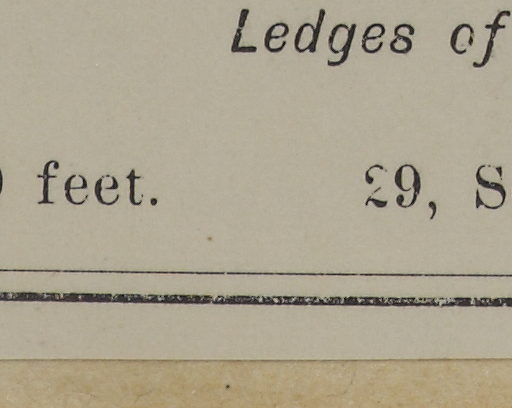 Ledges of
feet. 29, S